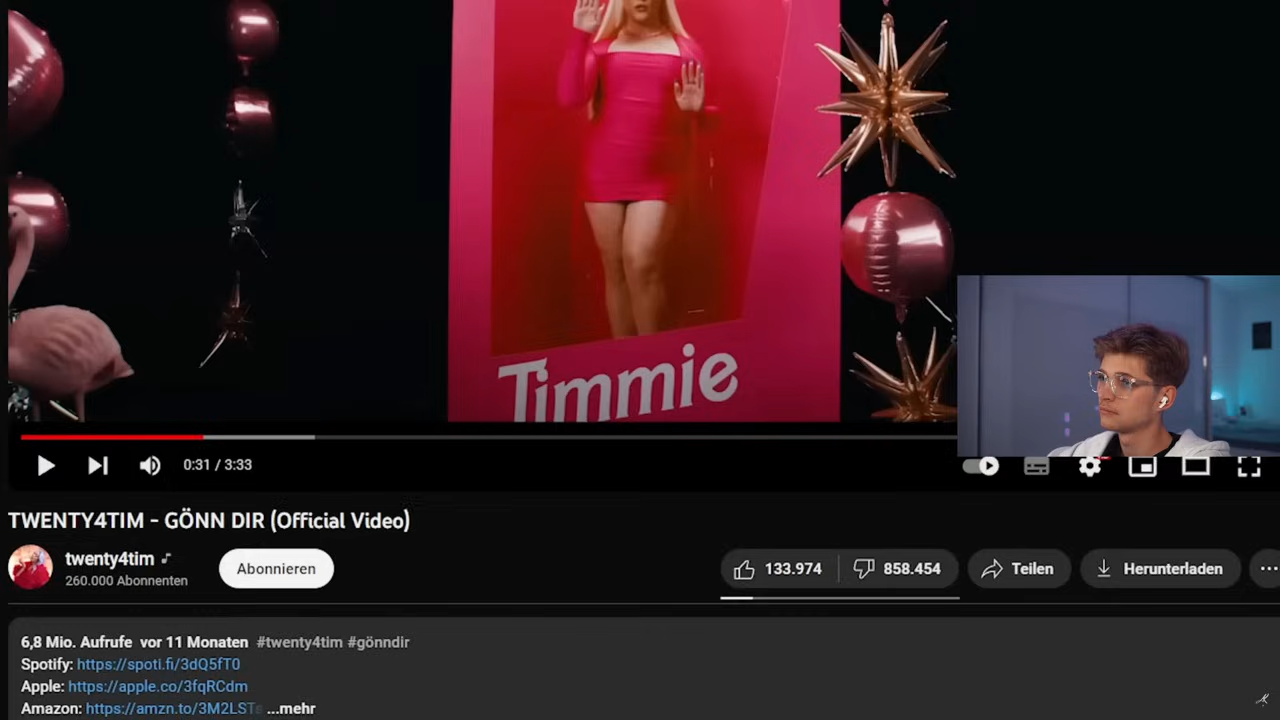 Timmie
0:31 / 3:33
TWENTY4TIM - GÖNN DIR (Official Video)
twenty4tim
260.000 Abonnenten
Abonnieren
133.974
858.454
Teilen
Herunterladen
6,8 Mio. Aufrufe vor 11 Monaten #twenty4tim #gönndir
Spotify: https://spoti.fi/3dQ5fT0
Apple: https://apple.co/3fqRCdm
Amazon: https://amzn.to/3M2LSTs ...mehr